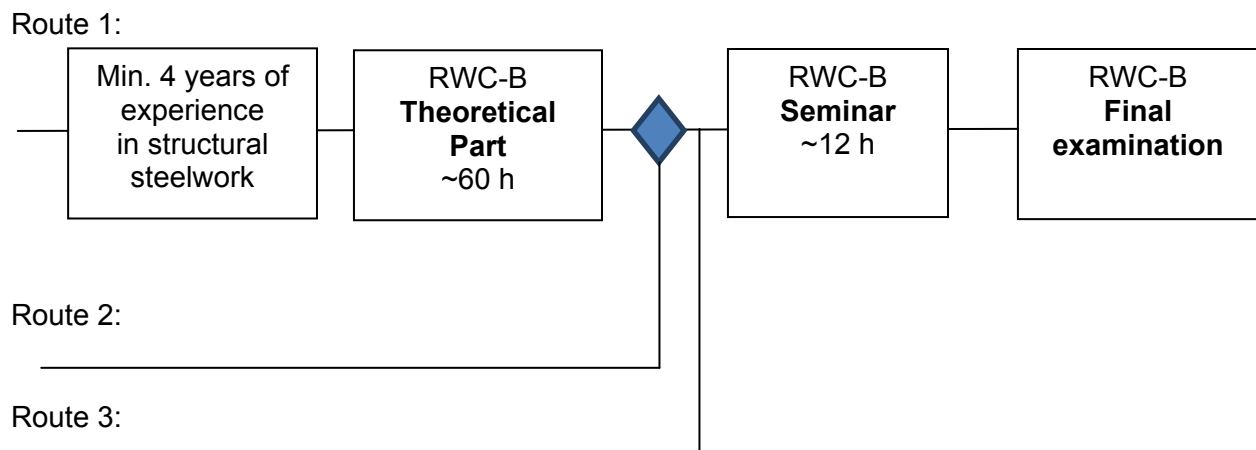 Route 1:
Min. 4 years of
experience
in structural
steelwork
RWC-B
Theoretical
Part
~60 h
RWC-B
Seminar
~12 h
RWC-B
Final
examination
Route 2:
Route 3: